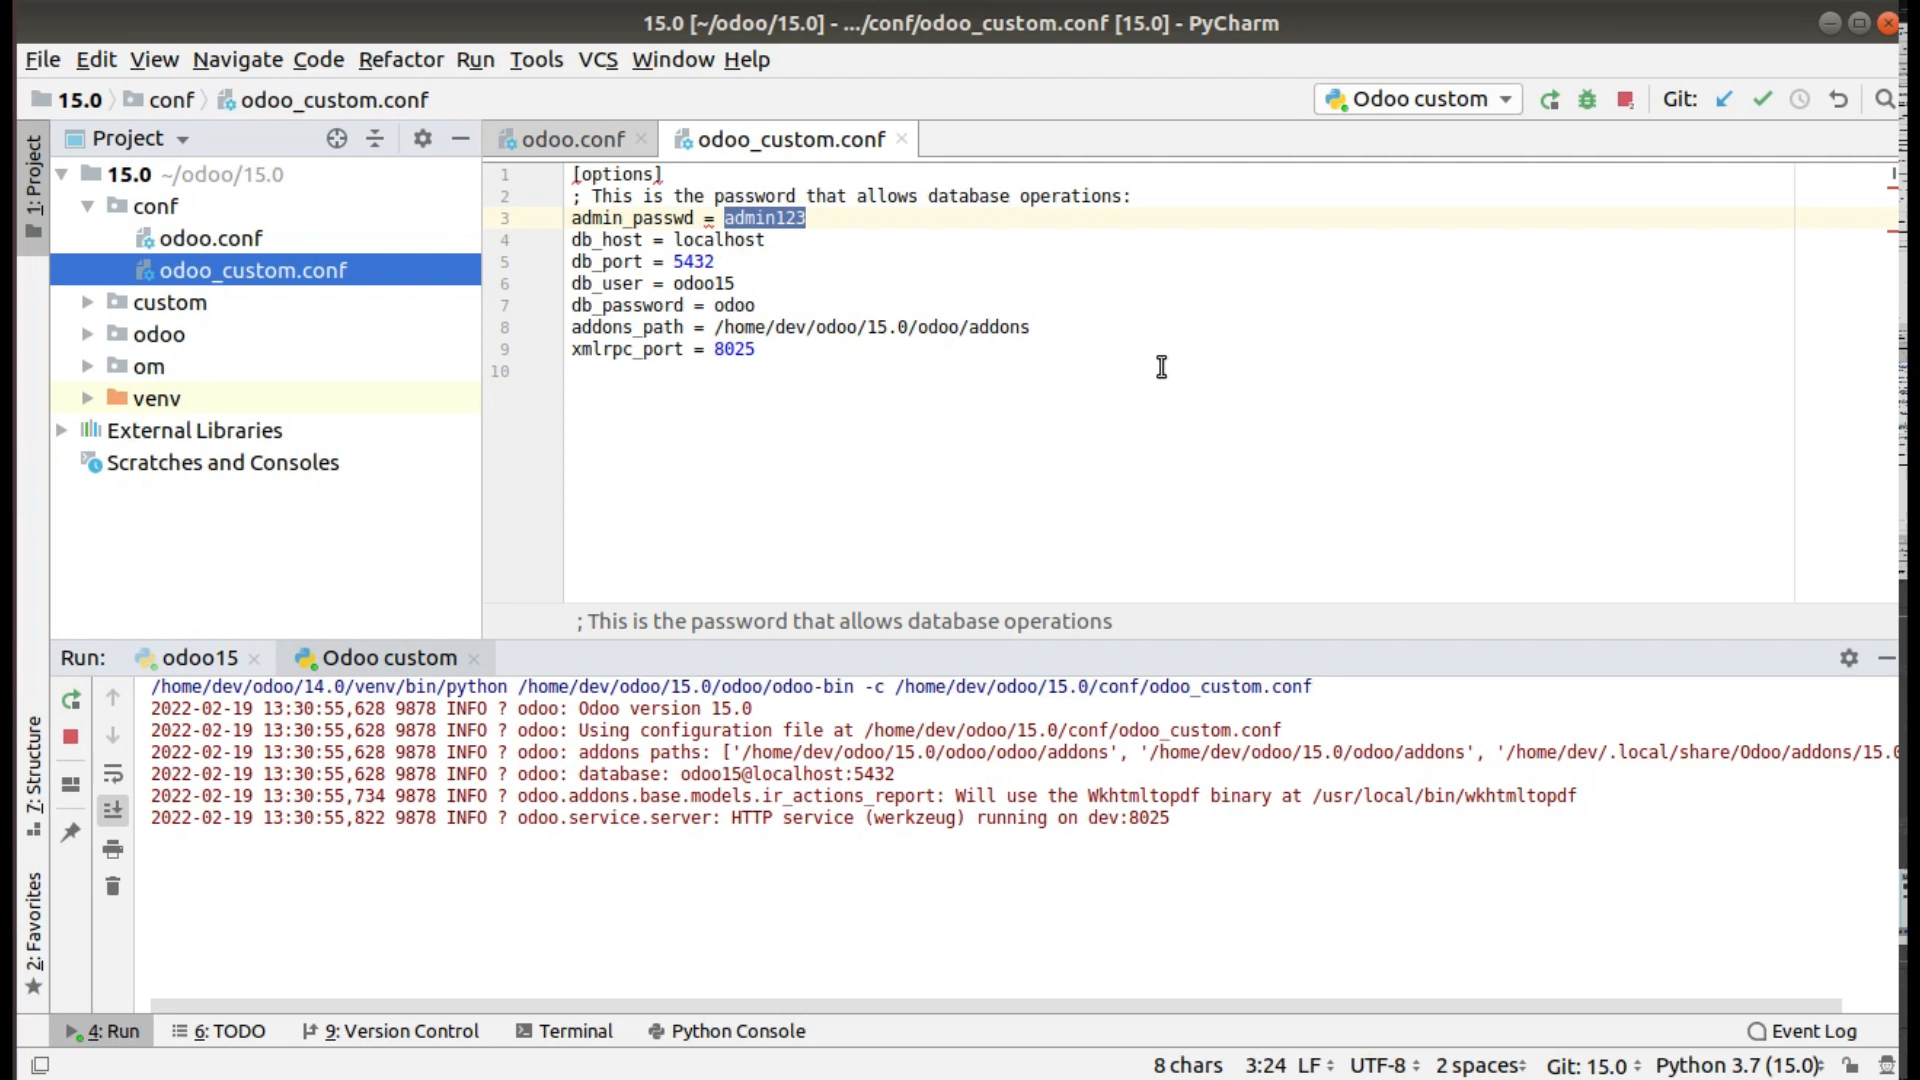 15.0 [~/odoo/15.0] - .../conf/odoo_custom.conf [15.0] - PyCharm
File Edit View Navigate Code Refactor Run Tools VCS Window Help
15.0 conf odoo_custom.conf Odoo custom Git:
Project odoo.conf odoo_custom.conf
1: Project
15.0 ~/odoo/15.0
conf
odoo.conf
odoo_custom.conf
custom
odoo
om
venv
External Libraries
Scratches and Consoles
1 [options]
2 ; This is the password that allows database operations:
3 admin_passwd = admin123
4 db_host = localhost
5 db_port = 5432
6 db_user = odoo15
7 db_password = odoo
8 addons_path = /home/dev/odoo/15.0/odoo/addons
9 xmlrpc_port = 8025
10
; This is the password that allows database operations
Run: odoo15 Odoo custom
/home/dev/odoo/14.0/venv/bin/python /home/dev/odoo/15.0/odoo/odoo-bin -c /home/dev/odoo/15.0/conf/odoo_custom.conf
2022-02-19 13:30:55,628 9878 INFO ? odoo: Odoo version 15.0
2022-02-19 13:30:55,628 9878 INFO ? odoo: Using configuration file at /home/dev/odoo/15.0/conf/odoo_custom.conf
2022-02-19 13:30:55,628 9878 INFO ? odoo: addons paths: ['/home/dev/odoo/15.0/odoo/odoo/addons', '/home/dev/odoo/15.0/odoo/addons', '/home/dev/.local/share/Odoo/addons/15.0
2022-02-19 13:30:55,628 9878 INFO ? odoo: database: odoo15@localhost:5432
2022-02-19 13:30:55,734 9878 INFO ? odoo.addons.base.models.ir_actions_report: Will use the Wkhtmltopdf binary at /usr/local/bin/wkhtmltopdf
2022-02-19 13:30:55,822 9878 INFO ? odoo.service.server: HTTP service (werkzeug) running on dev:8025
7: Structure
2: Favorites
4: Run 6: TODO 9: Version Control Terminal Python Console Event Log
8 chars 3:24 LF UTF-8 2 spaces Git: 15.0 Python 3.7 (15.0)